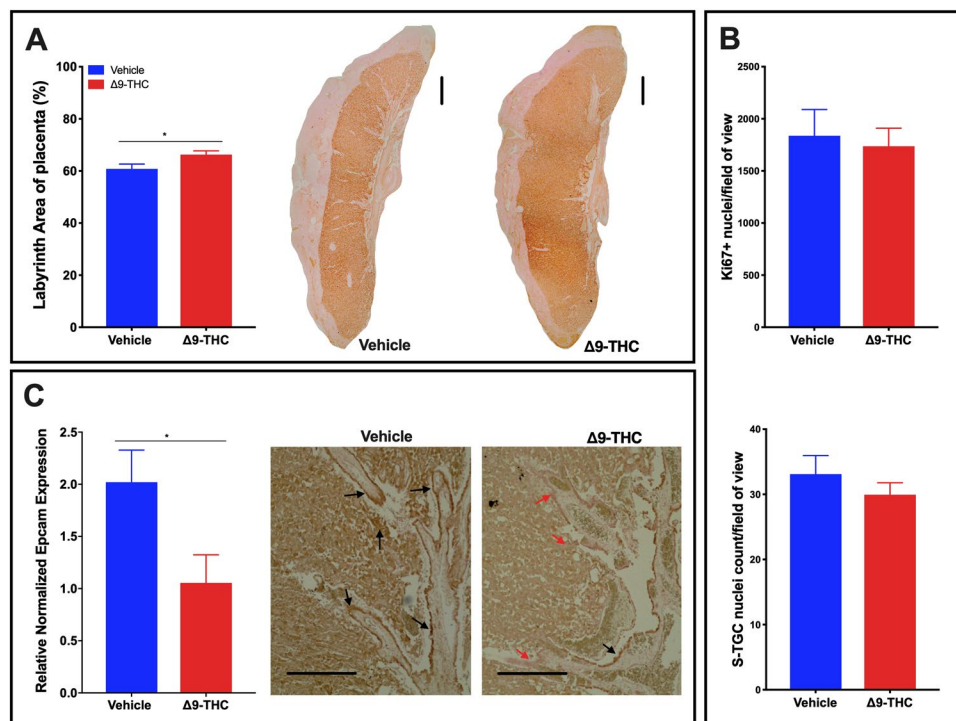 A
Labyrinth Area of placenta (%)
100
80
60
40
20
0
Vehicle
Δ9-THC
*
Vehicle
Δ9-THC
Vehicle
Δ9-THC
B
Ki67+ nuclei/field of view
2500
2000
1500
1000
500
0
Vehicle
Δ9-THC
S-TGC nuclei count/field of view
40
30
20
10
0
Vehicle
Δ9-THC
C
Relative Normalized Epcam Expression
2.5
2.0
1.5
1.0
0.5
0.0
*
Vehicle
Δ9-THC
Vehicle
Δ9-THC